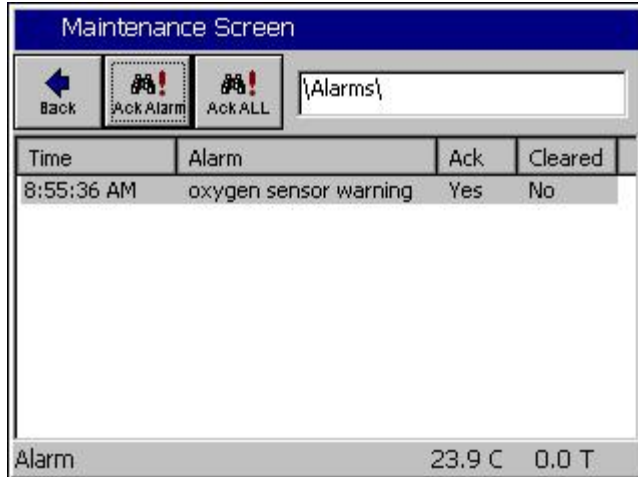 Maintenance Screen
Back
Ack Alarm
Ack ALL
\Alarms\
Time Alarm Ack Cleared
8:55:36 AM oxygen sensor warning Yes No
Alarm 23.9 C 0.0 T